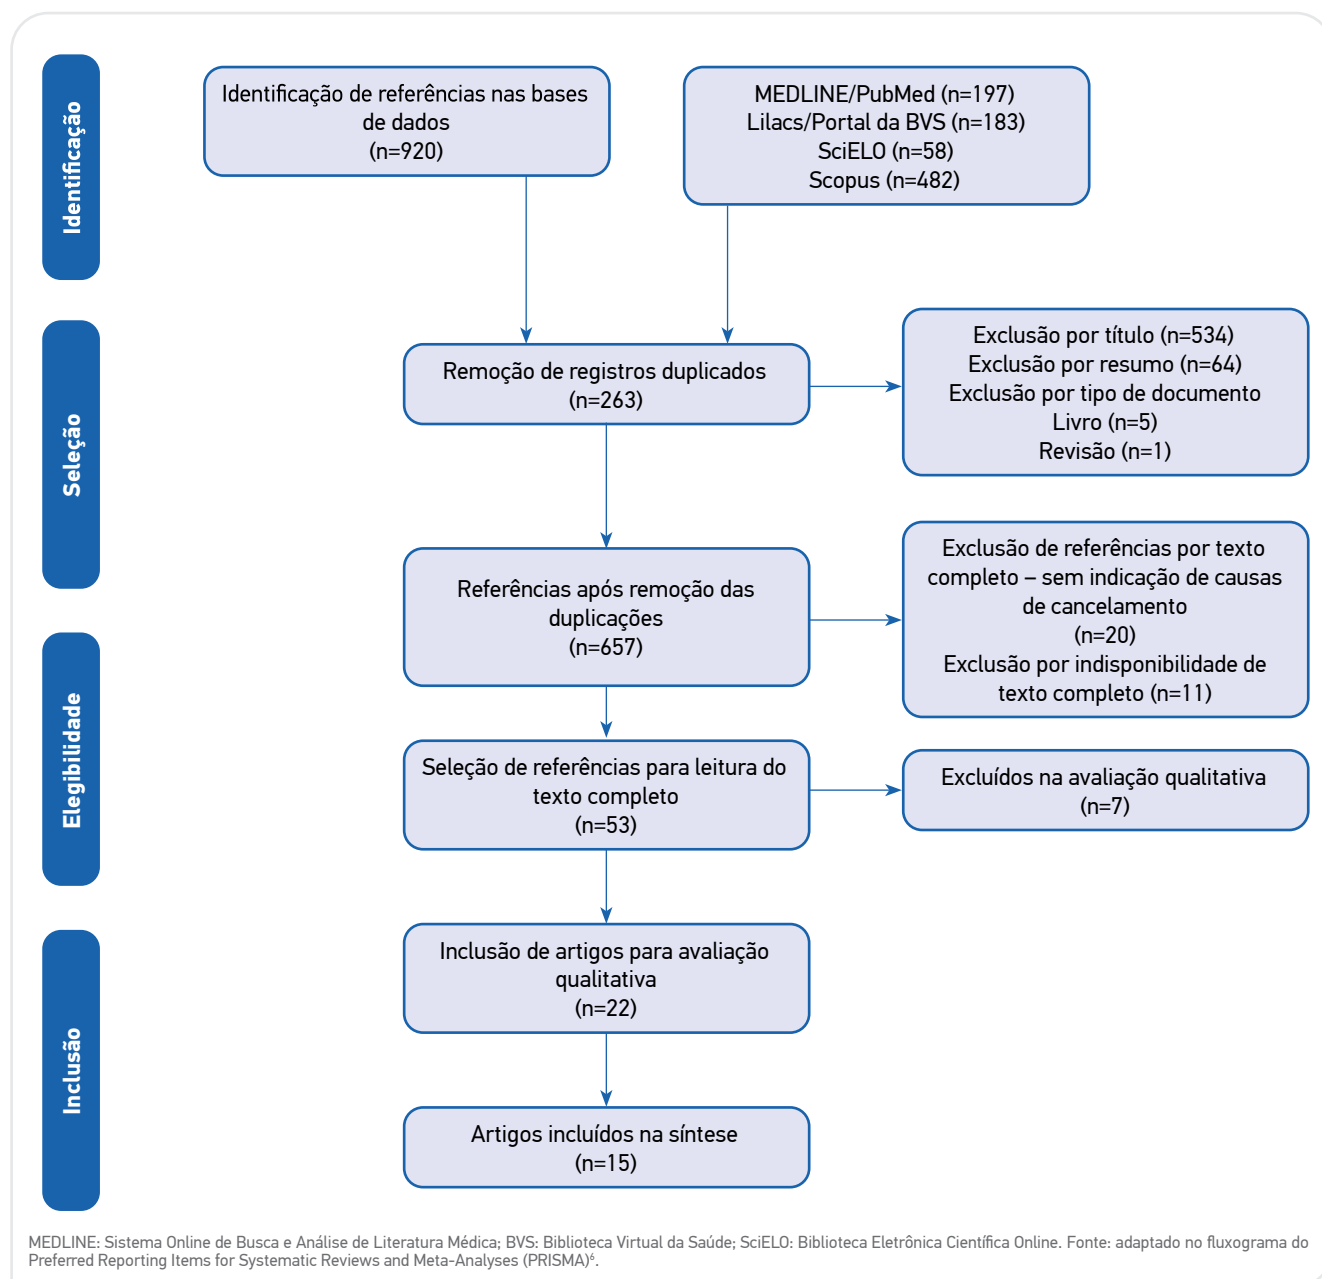 Identificação
Identificação de referências nas bases
de dados
(n=920)
MEDLINE/PubMed (n=197)
Lilacs/Portal da BVS (n=183)
SciELO (n=58)
Scopus (n=482)
Seleção
Remoção de registros duplicados
(n=263)
Exclusão por título (n=534)
Exclusão por resumo (n=64)
Exclusão por tipo de documento
Livro (n=5)
Revisão (n=1)
Referências após remoção das
duplicações
(n=657)
Exclusão de referências por texto
completo – sem indicação de causas
de cancelamento
(n=20)
Exclusão por indisponibilidade de
texto completo (n=11)
Elegibilidade
Seleção de referências para leitura do
texto completo
(n=53)
Excluídos na avaliação qualitativa
(n=7)
Inclusão
Inclusão de artigos para avaliação
qualitativa
(n=22)
Artigos incluídos na síntese
(n=15)
MEDLINE: Sistema Online de Busca e Análise de Literatura Médica; BVS: Biblioteca Virtual da Saúde; SciELO: Biblioteca Eletrônica Científica Online. Fonte: adaptado no fluxograma do
Preferred Reporting Items for Systematic Reviews and Meta-Analyses (PRISMA)⁶.